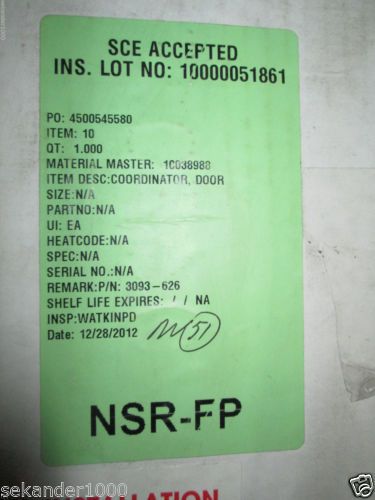 SCE ACCEPTED
INS. LOT NO: 10000051861
PO: 4500545580
ITEM: 10
QT: 1.000
MATERIAL MASTER: 10038988
ITEM DESC:COORDINATOR, DOOR
SIZE:N/A
PARTNO:N/A
UI: EA
HEATCODE:N/A
SPEC:N/A
SERIAL NO.:N/A
REMARK:P/N: 3093-626
SHELF LIFE EXPIRES: / / NA
INSP:WATKINPD
Date: 12/28/2012 51
NSR-FP
sekander1000